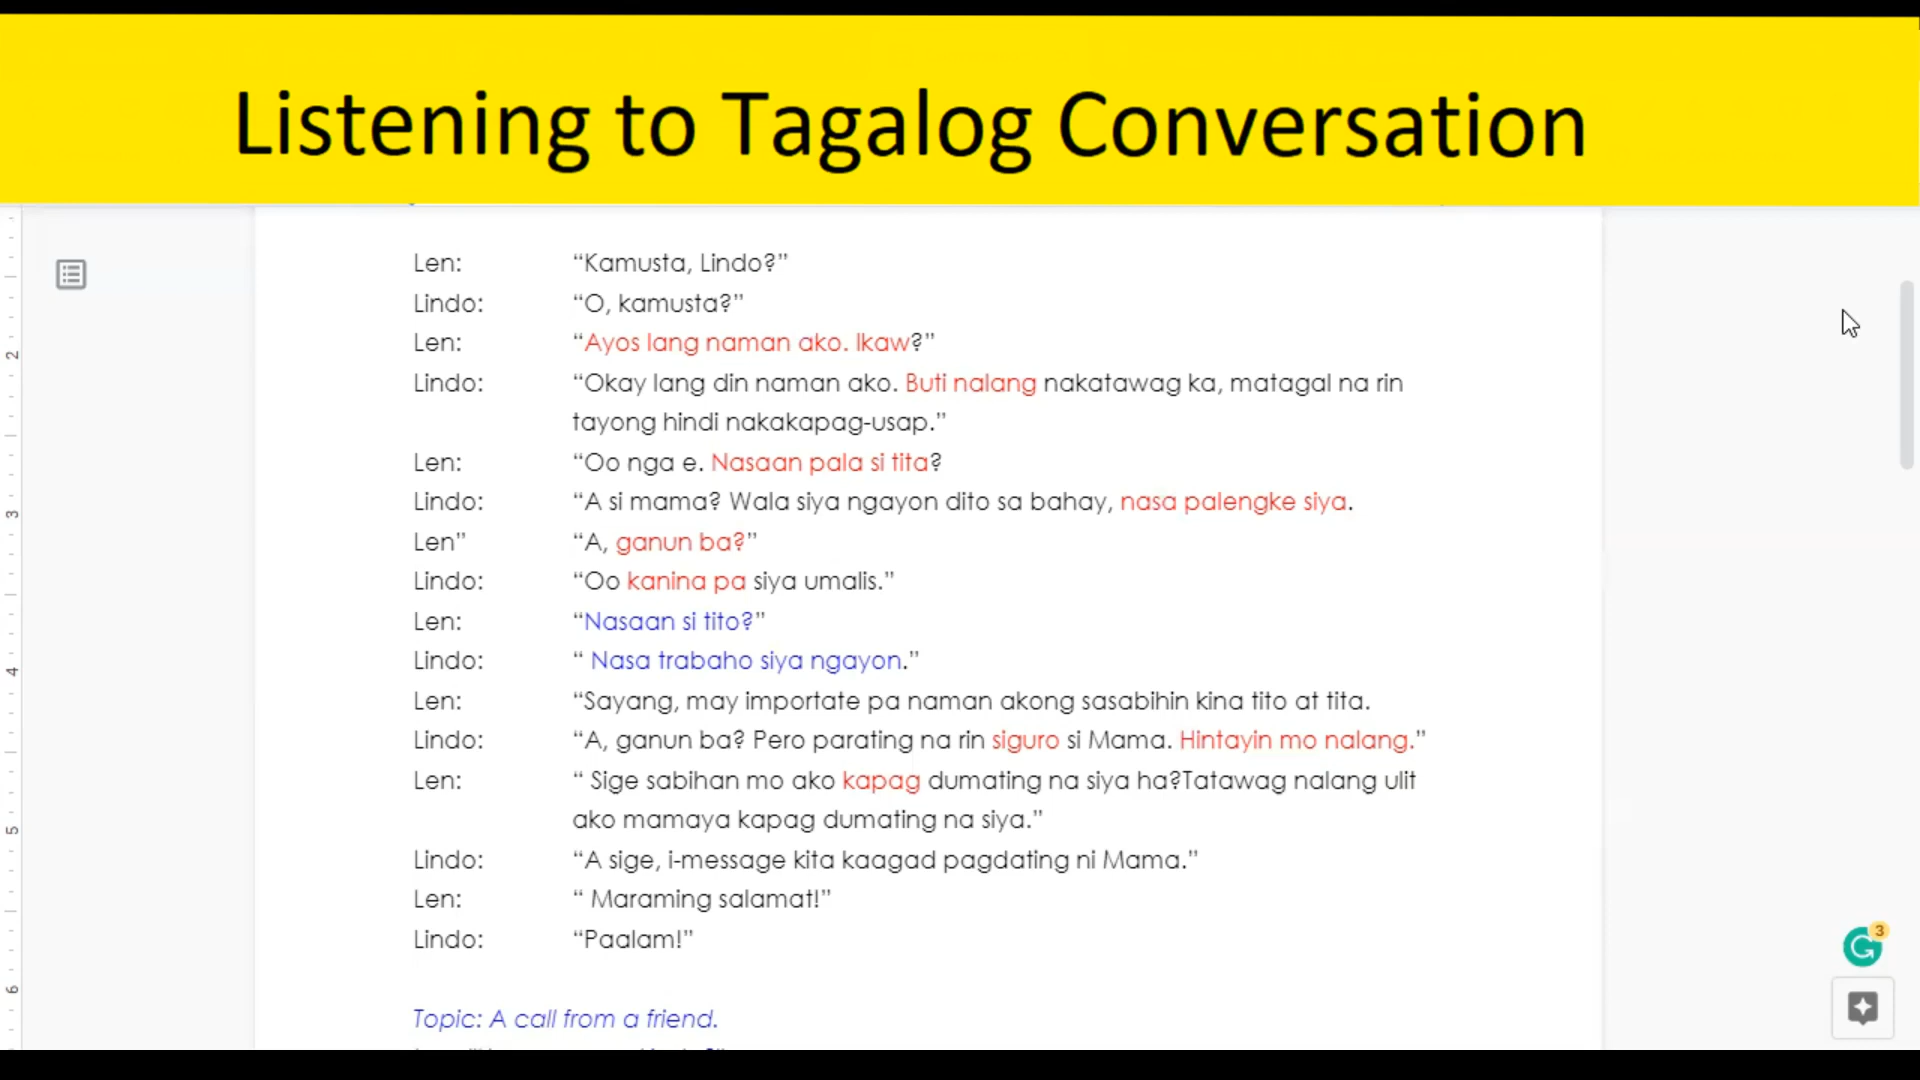 Listening to Tagalog Conversation
Len: “Kamusta, Lindo?”
Lindo: “O, kamusta?”
Len: “Ayos lang naman ako. Ikaw?”
Lindo: “Okay lang din naman ako. Buti nalang nakatawag ka, matagal na rin
tayong hindi nakakapag-usap.”
Len: “Oo nga e. Nasaan pala si tita?
Lindo: “A si mama? Wala siya ngayon dito sa bahay, nasa palengke siya.
Len” “A, ganun ba?”
Lindo: “Oo kanina pa siya umalis.”
Len: “Nasaan si tito?”
Lindo: “ Nasa trabaho siya ngayon.”
Len: “Sayang, may importate pa naman akong sasabihin kina tito at tita.
Lindo: “A, ganun ba? Pero parating na rin siguro si Mama. Hintayin mo nalang.”
Len: “ Sige sabihan mo ako kapag dumating na siya ha?Tatawag nalang ulit
ako mamaya kapag dumating na siya.”
Lindo: “A sige, i-message kita kaagad pagdating ni Mama.”
Len: “ Maraming salamat!”
Lindo: “Paalam!”
Topic: A call from a friend.
2
3
4
5
6
3